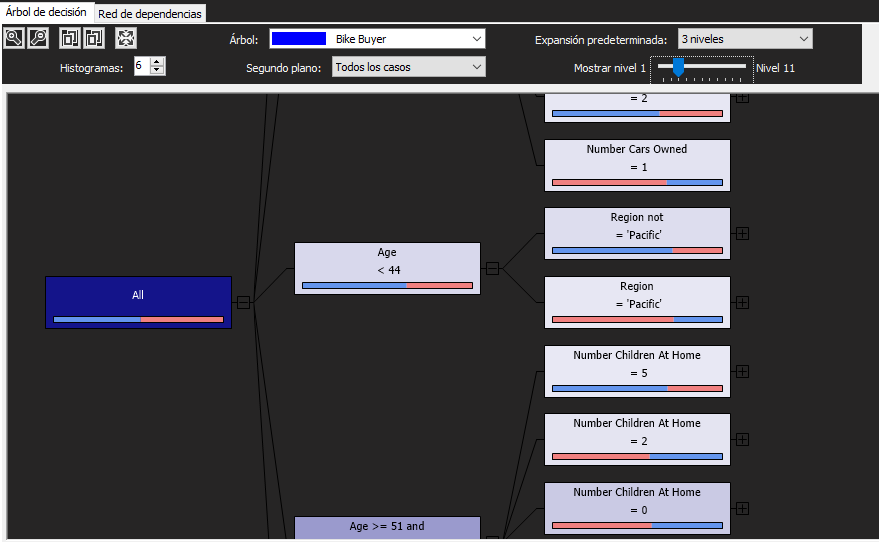 Árbol de decisión
Red de dependencias
Árbol:
Bike Buyer
Expansión predeterminada:
3 niveles
Histogramas:
6
Segundo plano:
Todos los casos
Mostrar nivel 1
Nivel 11
= 2
Number Cars Owned
= 1
Region not
= 'Pacific'
Age
< 44
Region
= 'Pacific'
All
Number Children At Home
= 5
Number Children At Home
= 2
Number Children At Home
= 0
Age >= 51 and